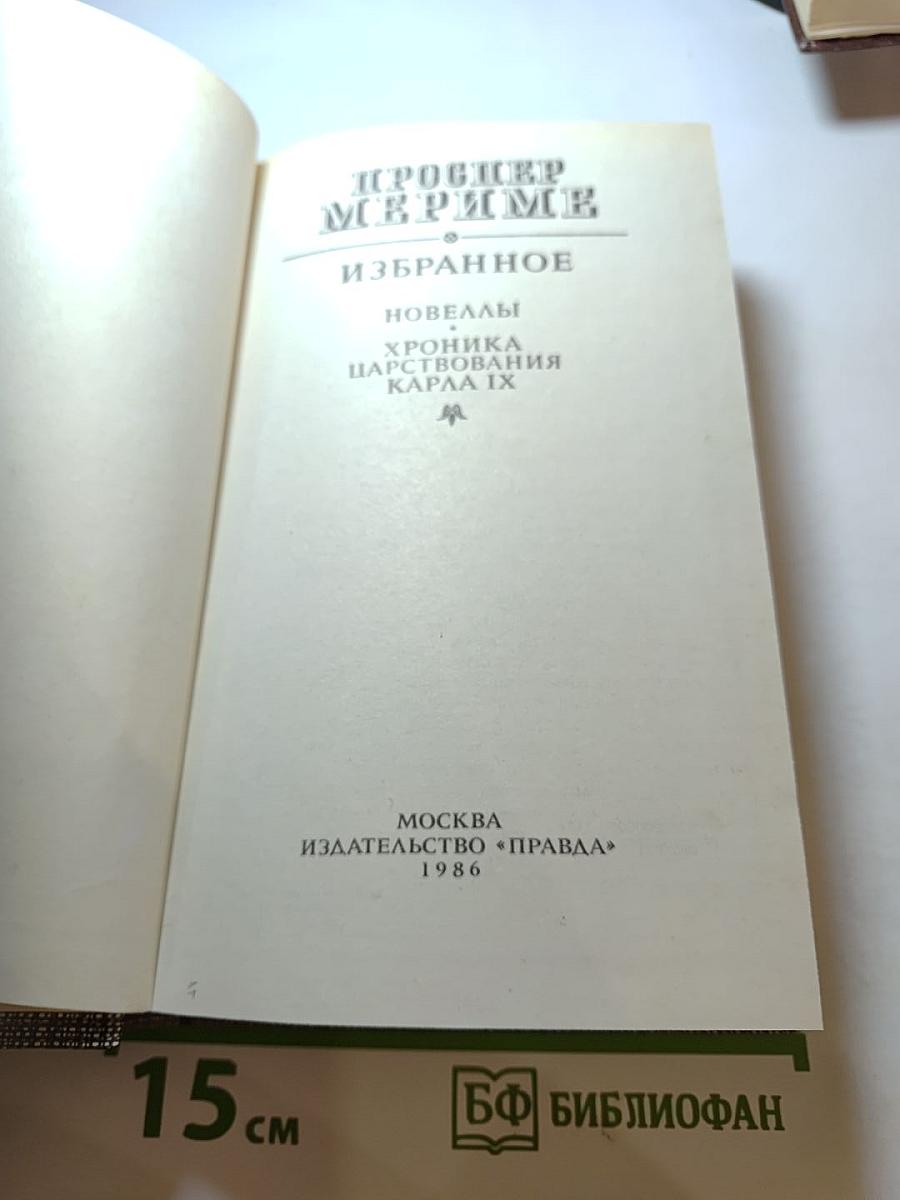 ПРОСПЕР
МЕРИМЕ
ИЗБРАННОЕ
НОВЕЛЛЫ
ХРОНИКА
ЦАРСТВОВАНИЯ
КАРЛА IX
МОСКВА
ИЗДАТЕЛЬСТВО «ПРАВДА»
1986
15 см
БФ БИБЛИОФАН